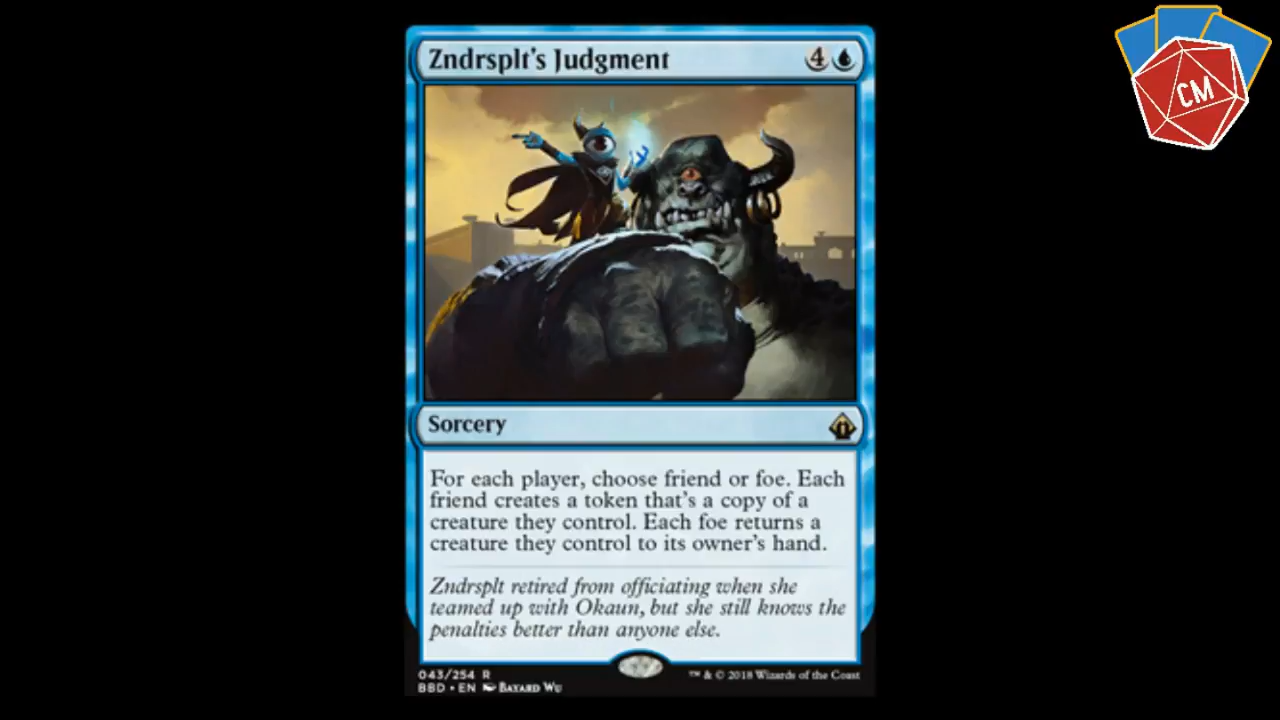 CM
Zndrsplt's Judgment 4
Sorcery
For each player, choose friend or foe. Each
friend creates a token that's a copy of a
creature they control. Each foe returns a
creature they control to its owner's hand.
Zndrsplt retired from officiating when she
teamed up with Okaun, but she still knows the
penalties better than anyone else.
043/254 R
BBD • EN Bayard Wu
™ & © 2018 Wizards of the Coast